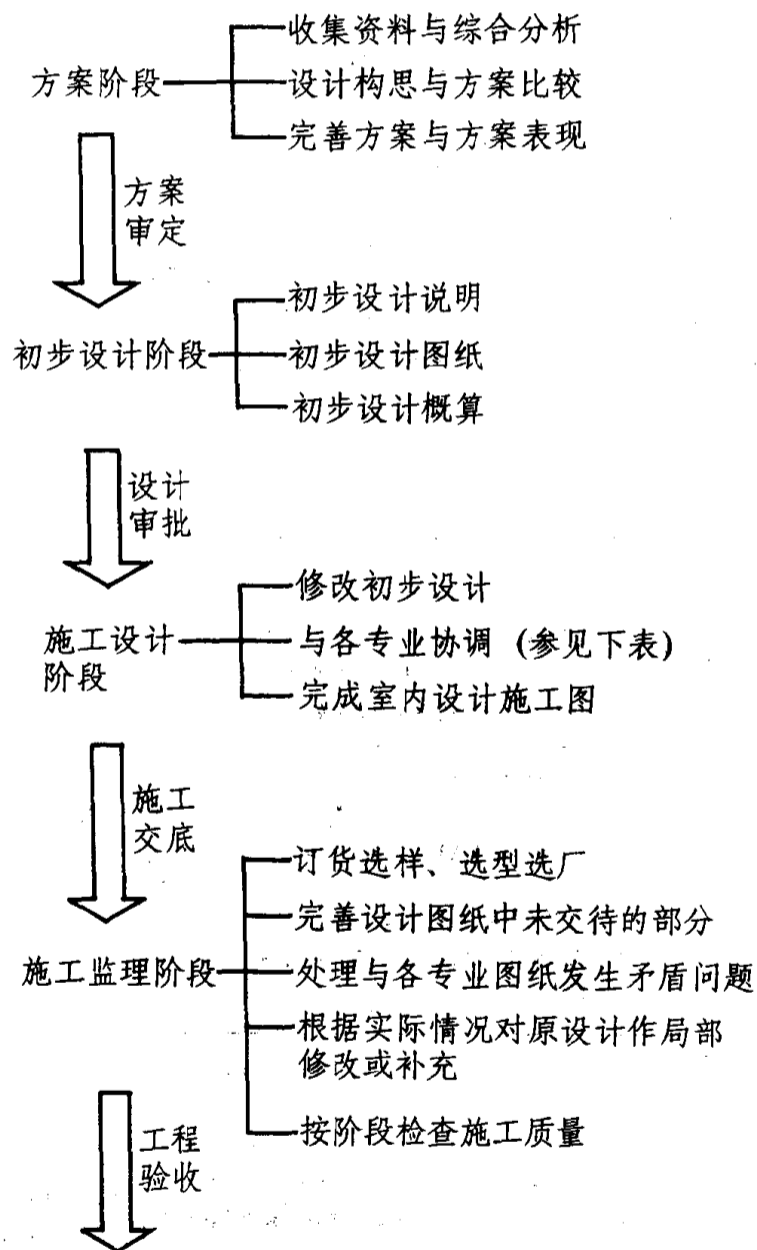 收集资料与综合分析
方案阶段
设计构思与方案比较
完善方案与方案表现
方案
审定
初步设计说明
初步设计阶段
初步设计图纸
初步设计概算
设计
审批
修改初步设计
施工设计
阶段
与各专业协调 (参见下表)
完成室内设计施工图
施工
交底
订货选样、选型选厂
完善设计图纸中未交待的部分
施工监理阶段
处理与各专业图纸发生矛盾问题
根据实际情况对原设计作局部
修改或补充
按阶段检查施工质量
工程
验收